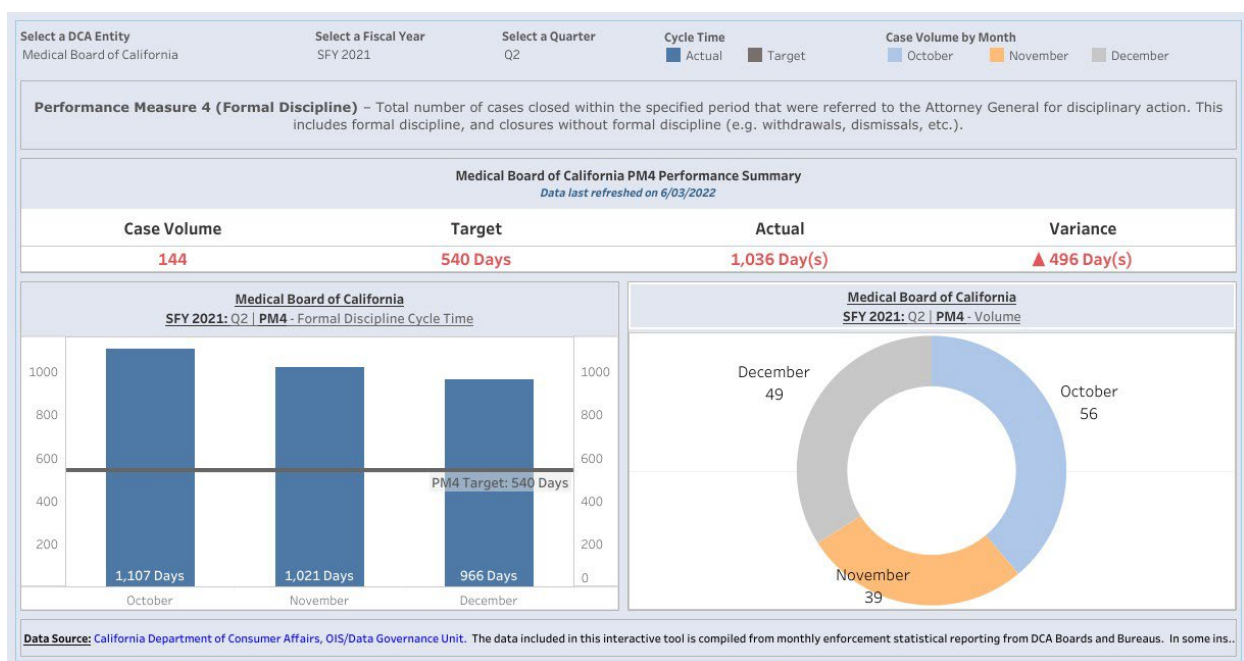 Select a DCA Entity
Medical Board of California
Select a Fiscal Year
SFY 2021
Select a Quarter
Q2
Cycle Time
Actual Target
Case Volume by Month
October November December
Performance Measure 4 (Formal Discipline) – Total number of cases closed within the specified period that were referred to the Attorney General for disciplinary action. This
includes formal discipline, and closures without formal discipline (e.g. withdrawals, dismissals, etc.).
Medical Board of California PM4 Performance Summary
Data last refreshed on 6/03/2022
Case Volume Target Actual Variance
144 540 Days 1,036 Day(s) ▲ 496 Day(s)
Medical Board of California
SFY 2021: Q2 | PM4 - Formal Discipline Cycle Time
1000 1000
800 800
600 600
PM4 Target: 540 Days
400 400
200 200
0
1,107 Days 1,021 Days 966 Days
October November December
Medical Board of California
SFY 2021: Q2 | PM4 - Volume
December
49
October
56
November
39
Data Source: California Department of Consumer Affairs, OIS/Data Governance Unit. The data included in this interactive tool is compiled from monthly enforcement statistical reporting from DCA Boards and Bureaus. In some ins..